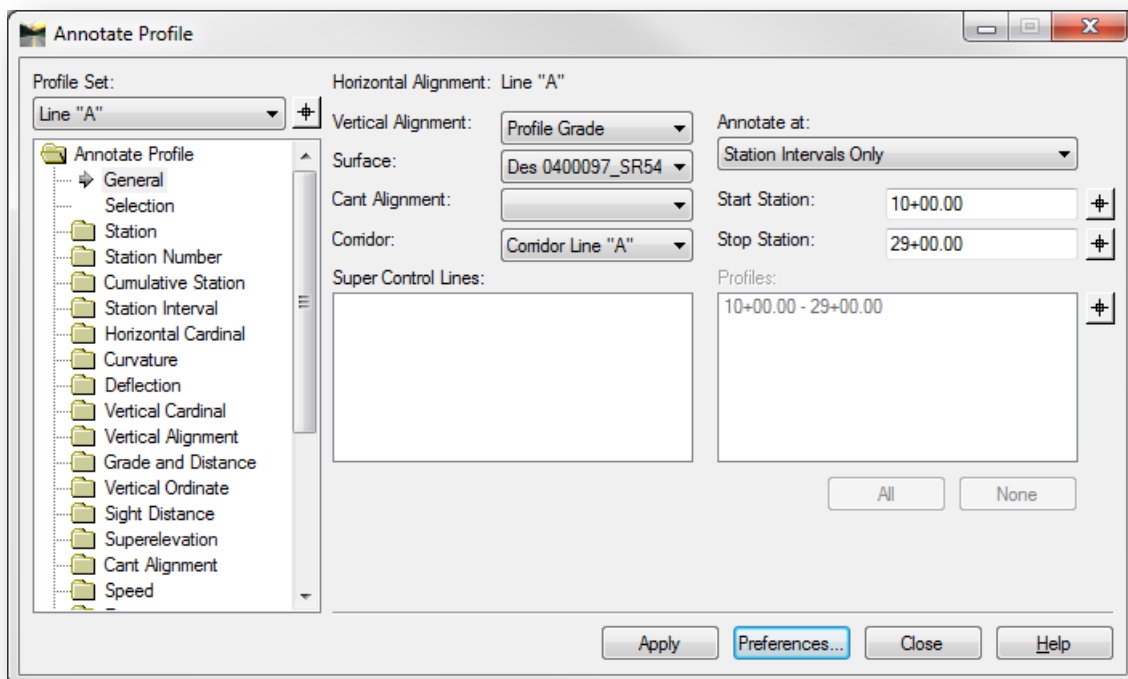 Annotate Profile
Profile Set:
Line "A"
Annotate Profile
General
Selection
Station
Station Number
Cumulative Station
Station Interval
Horizontal Cardinal
Curvature
Deflection
Vertical Cardinal
Vertical Alignment
Grade and Distance
Vertical Ordinate
Sight Distance
Superelevation
Cant Alignment
Speed
Horizontal Alignment: Line "A"
Vertical Alignment: Profile Grade
Surface: Des 0400097_SR54
Cant Alignment:
Corridor: Corridor Line "A"
Super Control Lines:
Annotate at:
Station Intervals Only
Start Station: 10+00.00
Stop Station: 29+00.00
Profiles:
10+00.00 - 29+00.00
All None
Apply Preferences... Close Help